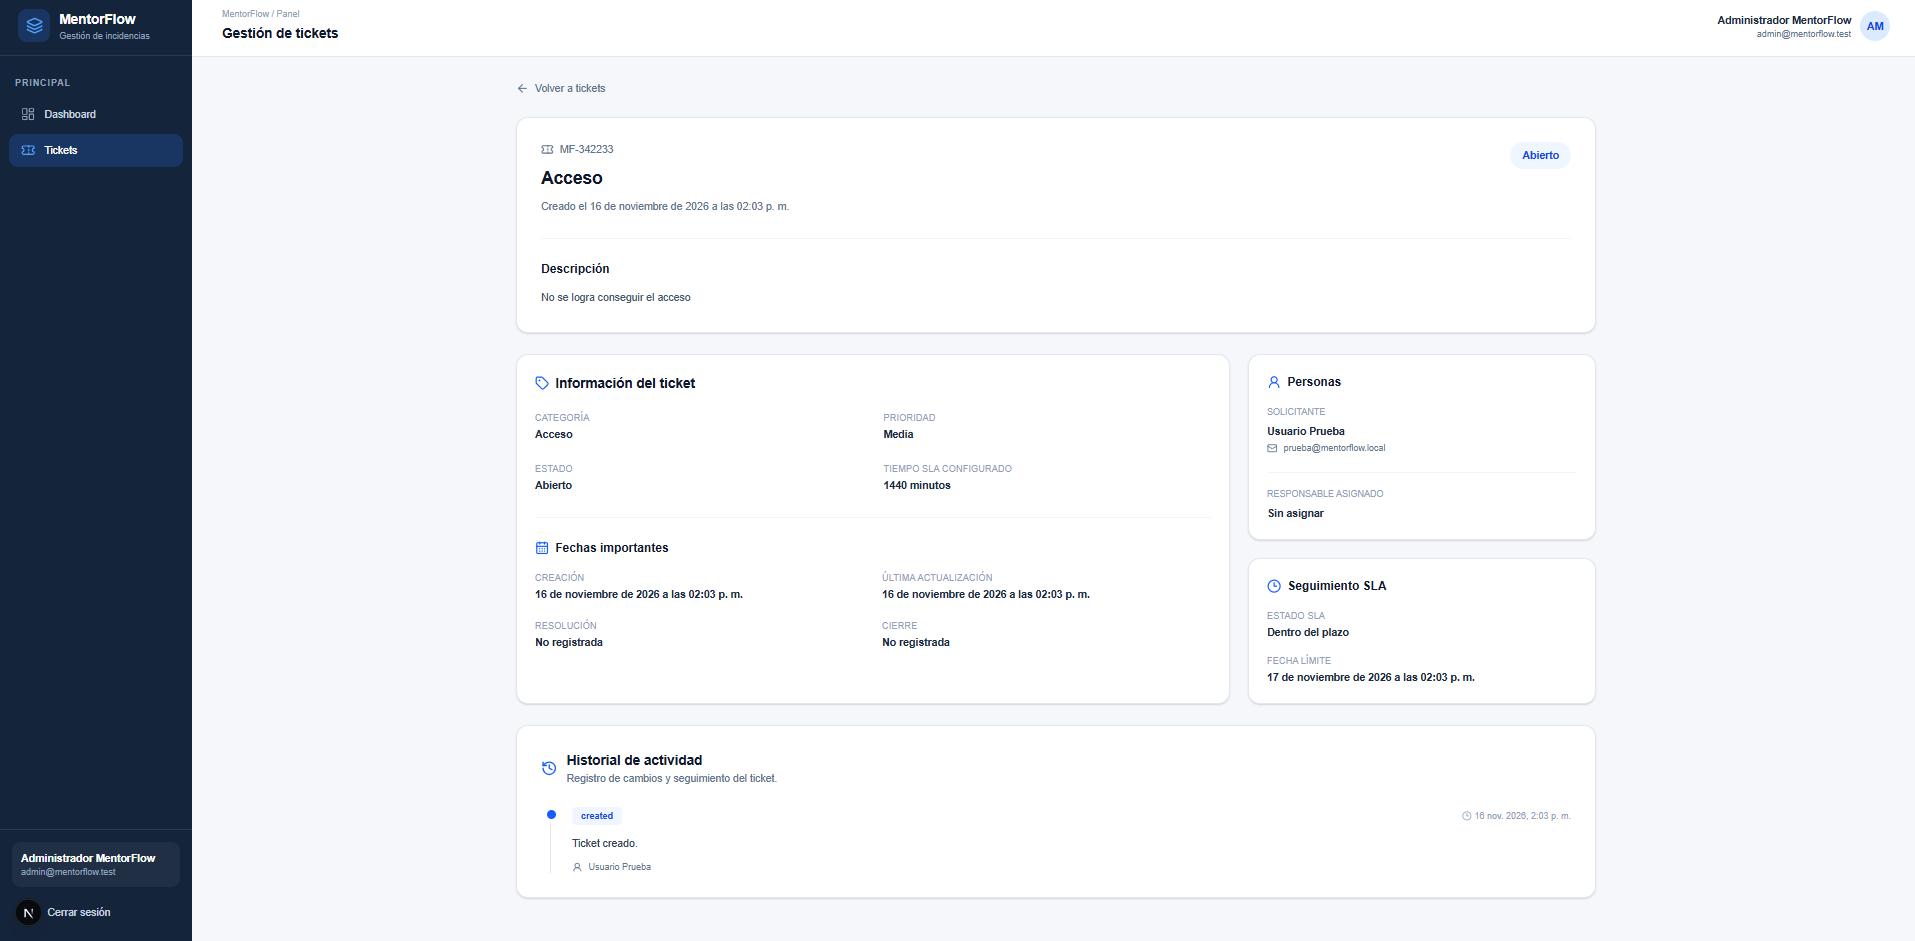 MentorFlow
Gestión de incidencias
PRINCIPAL
Dashboard
Tickets
Administrador MentorFlow
admin@mentorflow.test
N
Cerrar sesión
MentorFlow / Panel
Gestión de tickets
Administrador MentorFlow
admin@mentorflow.test
AM
Volver a tickets
MF-342233
Abierto
Acceso
Creado el 16 de noviembre de 2026 a las 02:03 p. m.
Descripción
No se logra conseguir el acceso
Información del ticket
CATEGORÍA
Acceso
PRIORIDAD
Media
ESTADO
Abierto
TIEMPO SLA CONFIGURADO
1440 minutos
Fechas importantes
CREACIÓN
16 de noviembre de 2026 a las 02:03 p. m.
ÚLTIMA ACTUALIZACIÓN
16 de noviembre de 2026 a las 02:03 p. m.
RESOLUCIÓN
No registrada
CIERRE
No registrada
Personas
SOLICITANTE
Usuario Prueba
prueba@mentorflow.local
RESPONSABLE ASIGNADO
Sin asignar
Seguimiento SLA
ESTADO SLA
Dentro del plazo
FECHA LÍMITE
17 de noviembre de 2026 a las 02:03 p. m.
Historial de actividad
Registro de cambios y seguimiento del ticket.
created
16 nov. 2026, 2:03 p. m.
Ticket creado.
Usuario Prueba